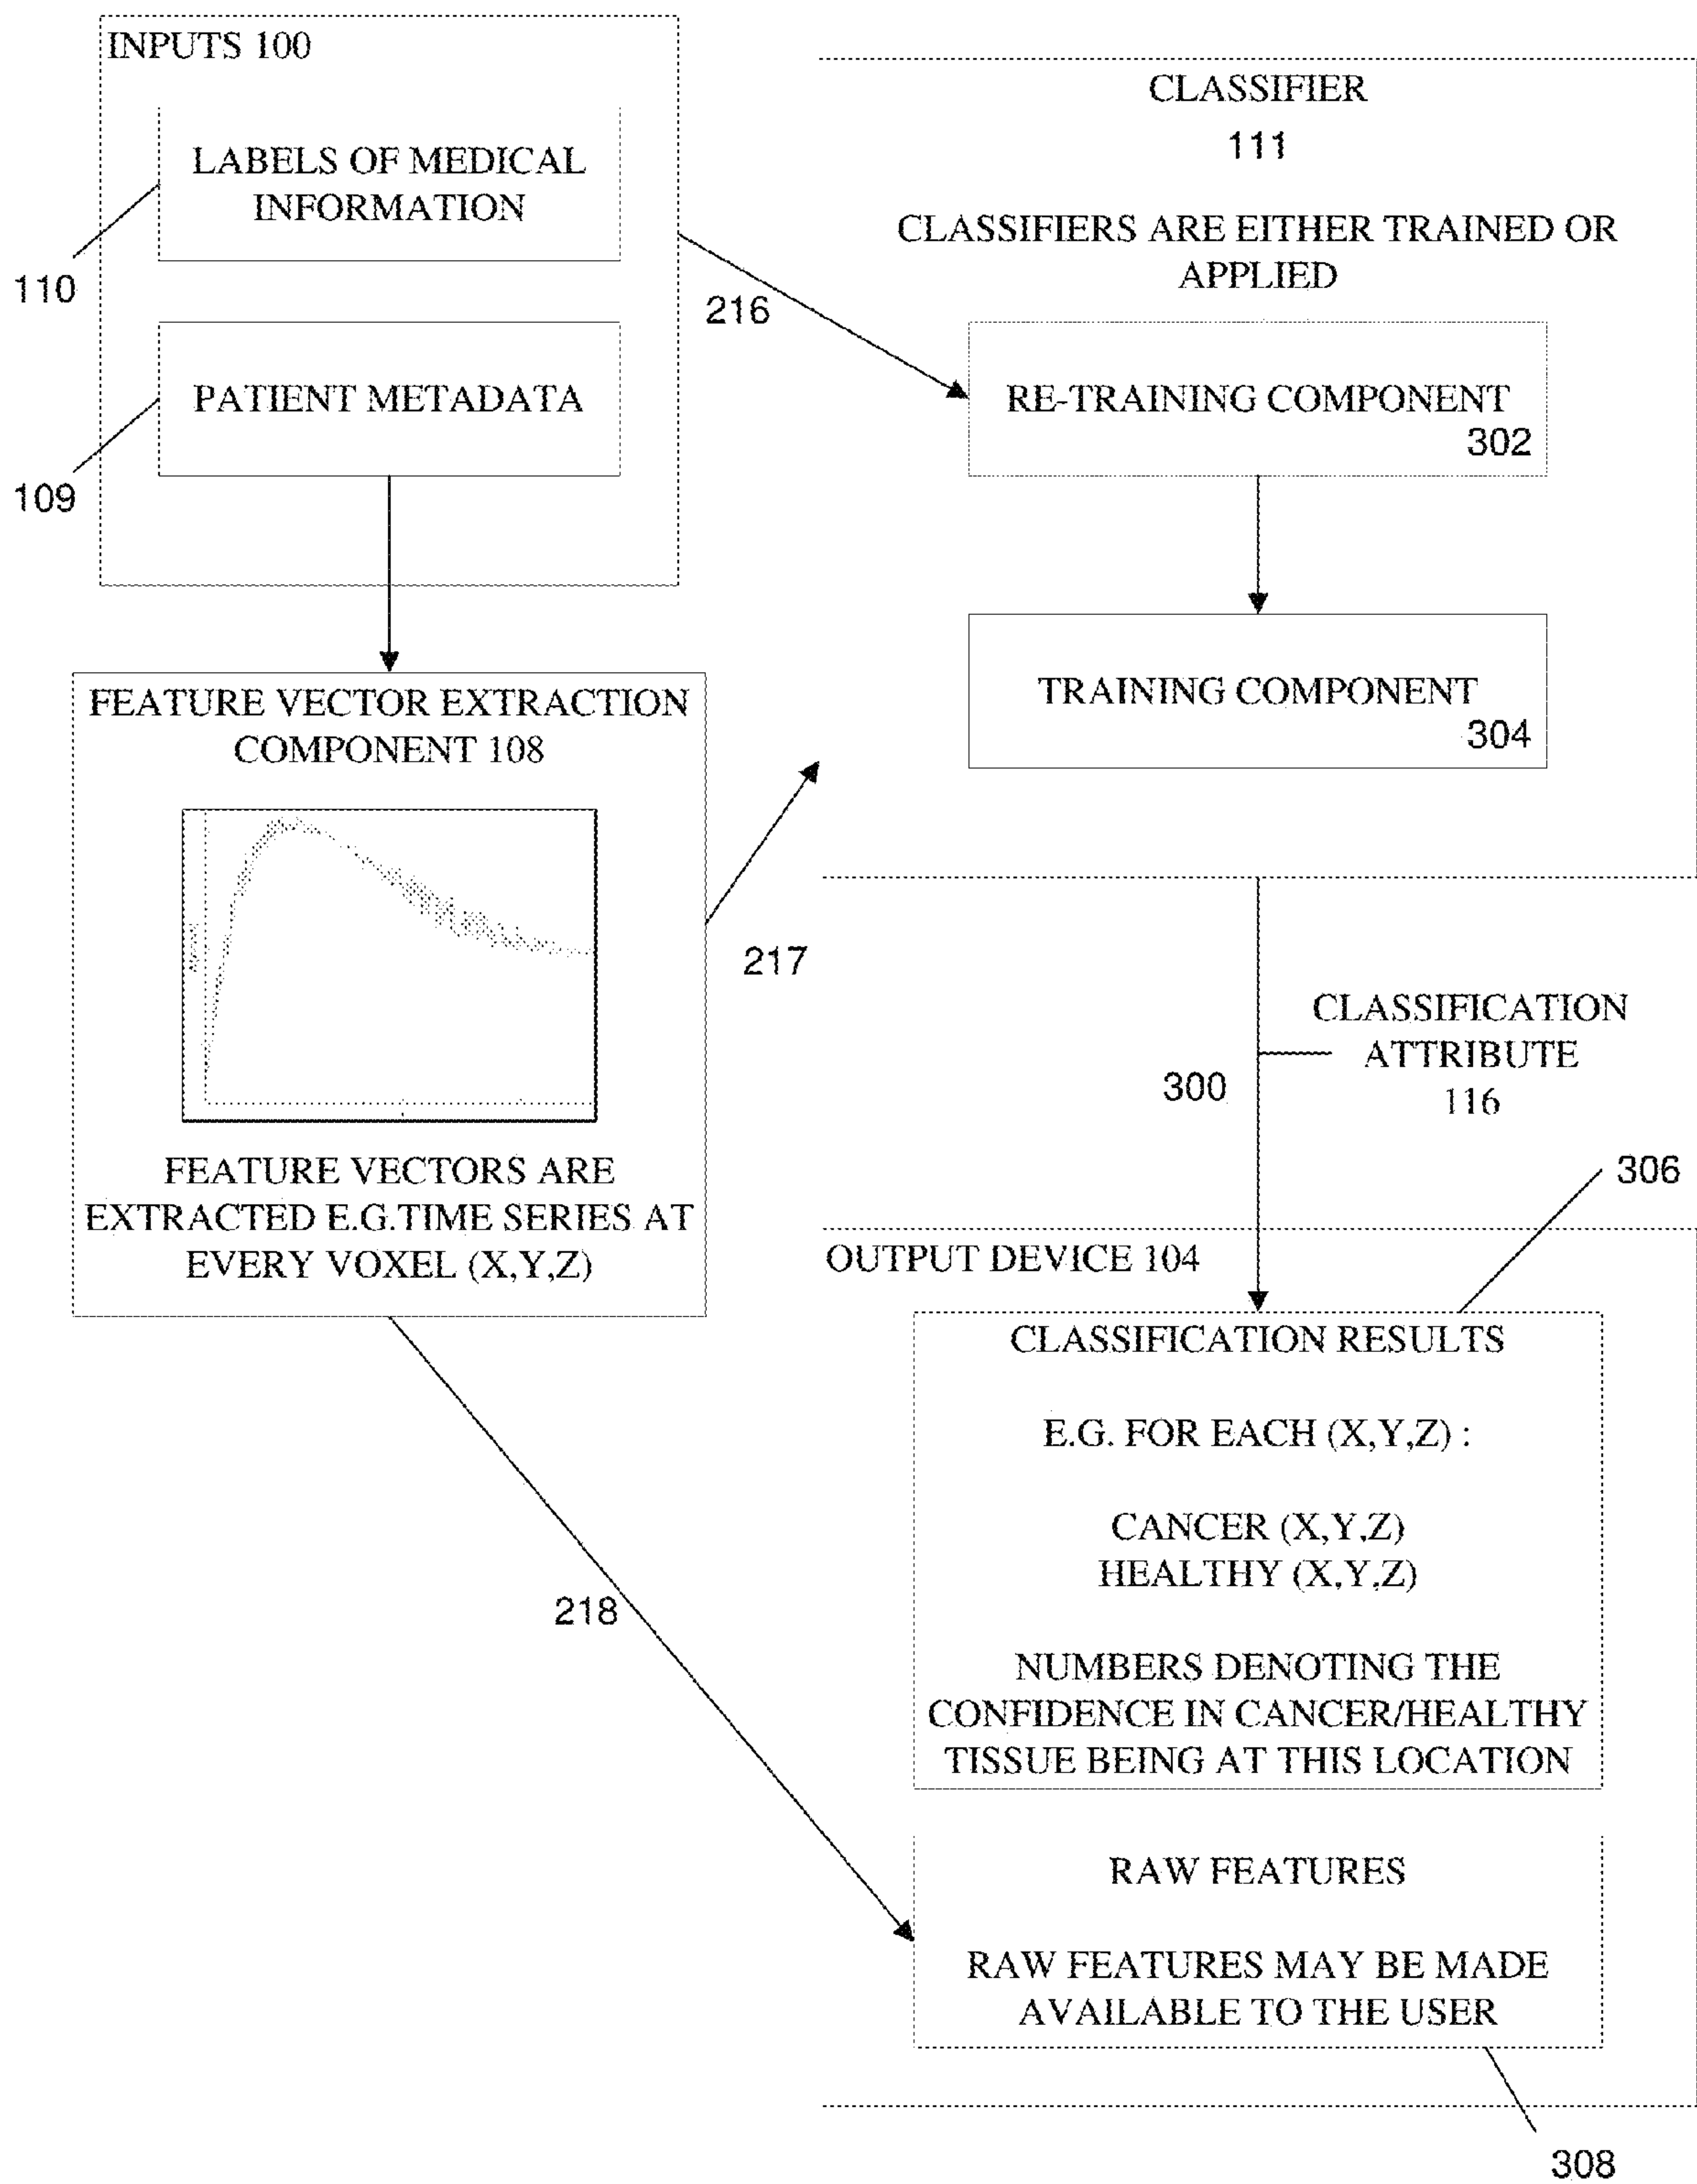 INPUTS 100
LABELS OF MEDICAL
INFORMATION
110
PATIENT METADATA
109
216
CLASSIFIER
111
CLASSIFIERS ARE EITHER TRAINED OR
APPLIED
RE-TRAINING COMPONENT
302
TRAINING COMPONENT
304
FEATURE VECTOR EXTRACTION
COMPONENT 108
FEATURE VECTORS ARE
EXTRACTED E.G.TIME SERIES AT
EVERY VOXEL (X,Y,Z)
217
300
CLASSIFICATION
ATTRIBUTE
116
306
218
OUTPUT DEVICE 104
CLASSIFICATION RESULTS
E.G. FOR EACH (X,Y,Z) :
CANCER (X,Y,Z)
HEALTHY (X,Y,Z)
NUMBERS DENOTING THE
CONFIDENCE IN CANCER/HEALTHY
TISSUE BEING AT THIS LOCATION
RAW FEATURES
RAW FEATURES MAY BE MADE
AVAILABLE TO THE USER
308